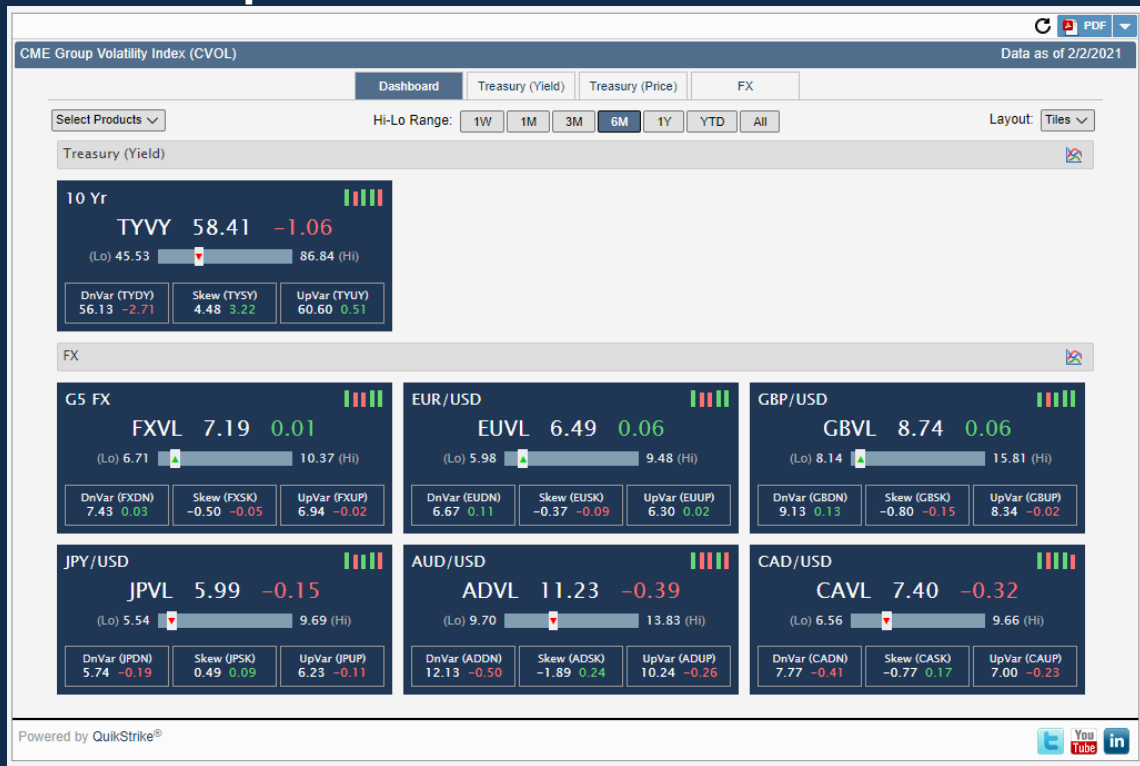 PDF
CME Group Volatility Index (CVOL) Data as of 2/2/2021
Dashboard Treasury (Yield) Treasury (Price) FX
Select Products Hi-Lo Range: 1W 1M 3M 6M 1Y YTD All Layout: Tiles
Treasury (Yield)
10 Yr
TYVY 58.41 -1.06
(Lo) 45.53 86.84 (Hi)
DnVar (TYDY) Skew (TYSY) UpVar (TYUY)
56.13 -2.71 4.48 3.22 60.60 0.51
FX
G5 FX EUR/USD GBP/USD
FXVL 7.19 0.01 EUVL 6.49 0.06 GBVL 8.74 0.06
(Lo) 6.71 10.37 (Hi) (Lo) 5.98 9.48 (Hi) (Lo) 8.14 15.81 (Hi)
DnVar (FXDN) Skew (FXSK) UpVar (FXUP) DnVar (EUDN) Skew (EUSK) UpVar (EUUP) DnVar (GBDN) Skew (GBSK) UpVar (GBUP)
7.43 0.03 -0.50 -0.05 6.94 -0.02 6.67 0.11 -0.37 -0.09 6.30 0.02 9.13 0.13 -0.80 -0.15 8.34 -0.02
JPY/USD AUD/USD CAD/USD
JPVL 5.99 -0.15 ADVL 11.23 -0.39 CAVL 7.40 -0.32
(Lo) 5.54 9.69 (Hi) (Lo) 9.70 13.83 (Hi) (Lo) 6.56 9.66 (Hi)
DnVar (JPDN) Skew (JPSK) UpVar (JPUP) DnVar (ADDN) Skew (ADSK) UpVar (ADUP) DnVar (CADN) Skew (CASK) UpVar (CAUP)
5.74 -0.19 0.49 0.09 6.23 -0.11 12.13 -0.50 -1.89 0.24 10.24 -0.26 7.77 -0.41 -0.77 0.17 7.00 -0.23
Powered by QuikStrike® You Tube in